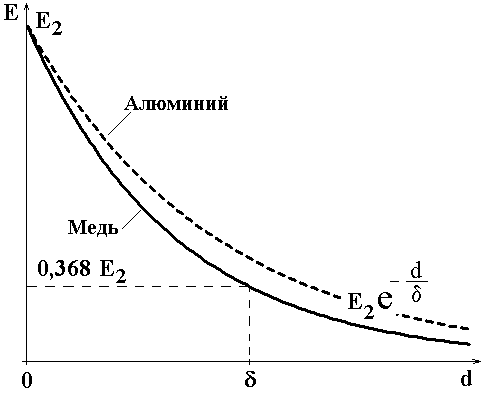 E E₂
Алюминий
Медь
0,368 E₂
E₂e^(-d/δ)
0 δ d